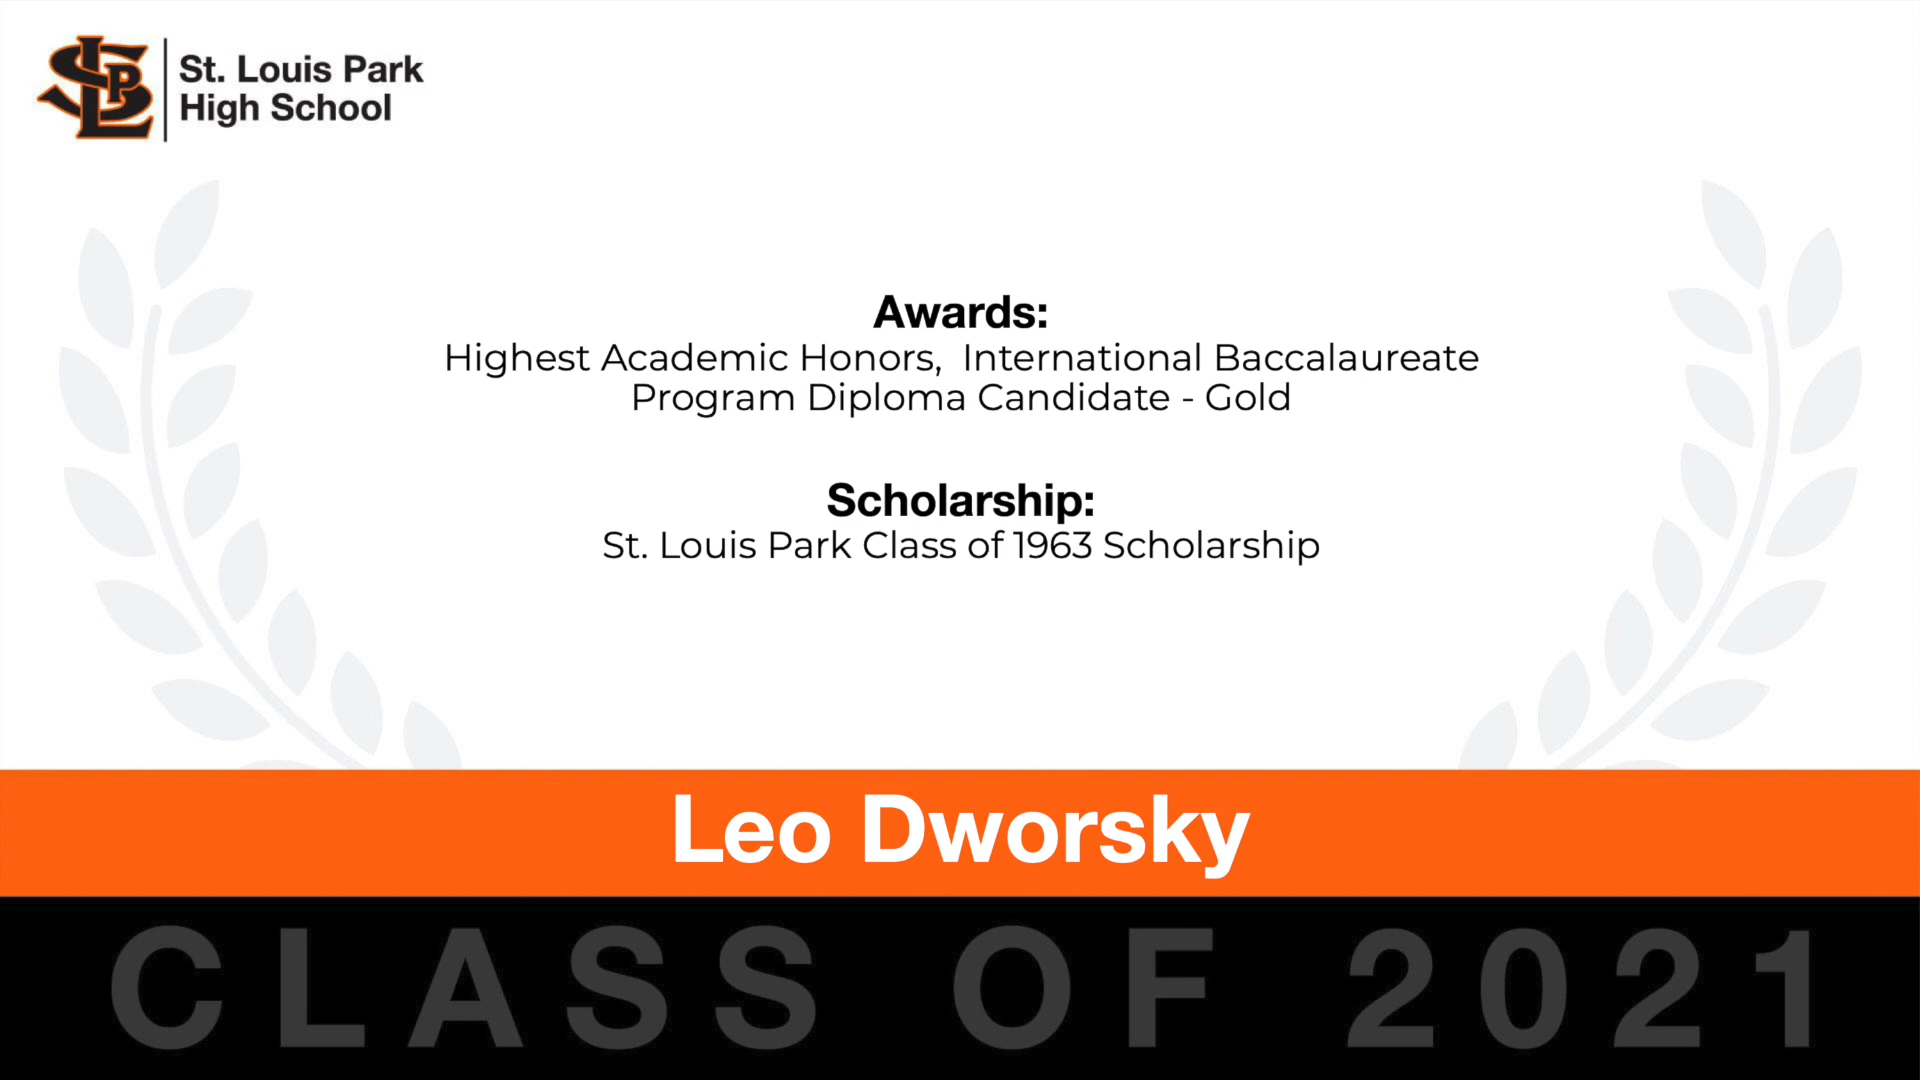 SLP
St. Louis Park
High School
Awards:
Highest Academic Honors,  International Baccalaureate
Program Diploma Candidate - Gold
Scholarship:
St. Louis Park Class of 1963 Scholarship
Leo Dworsky
CLASS OF 2021